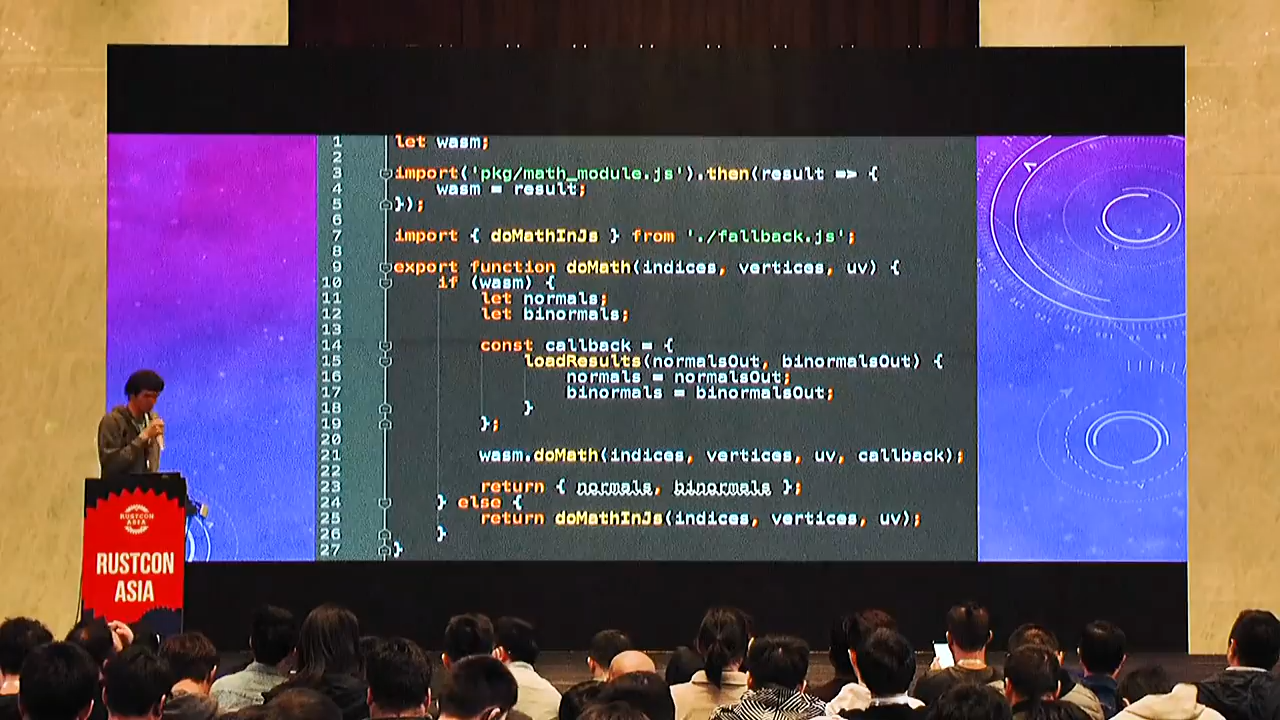 1 let wasm;
2
3 import('pkg/math_module.js').then(result => {
4     wasm = result;
5 });
6
7 import { doMathInJs } from './fallback.js';
8
9 export function doMath(indices, vertices, uv) {
10     if (wasm) {
11         let normals;
12         let binormals;
13
14         const callback = {
15             loadResults(normalsOut, binormalsOut) {
16                 normals = normalsOut;
17                 binormals = binormalsOut;
18             }
19         };
20
21         wasm.doMath(indices, vertices, uv, callback);
22
23         return { normals, binormals };
24     } else {
25         return doMathInJs(indices, vertices, uv);
26     }
27 }
RUSTCON
ASIA
RUSTCON
ASIA